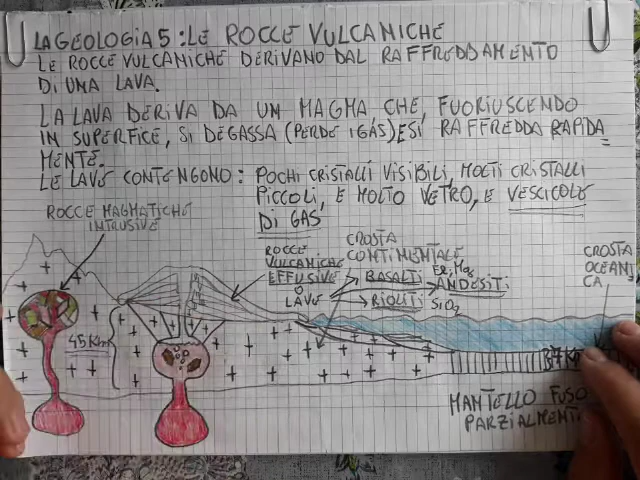 LA GEOLOGIA 5: LE ROCCE VULCANICHE
LE ROCCE VULCANICHE DERIVANO DAL RAFFREDDAMENTO
DI UNA LAVA.
LA LAVA DERIVA DA UN MAGMA CHE, FUORIUSCENDO
IN SUPERFICE, SI DEGASSA (PERDE I GAS) E SI RAFFREDDA RAPIDA
MENTE.
LE LAVE CONTENGONO: POCHI CRISTALLI VISIBILI, MOLTI CRISTALLI
PICCOLI, E MOLTO VETRO, E VESCICOLE
DI GAS
ROCCE MAGMATICHE
INTRUSIVE
ROCCE
VULCANICHE
EFFUSIVE
O
LAVE
CROSTA
CONTINENTALE
BASALTI
RIOLITI
ANDESITI
SiO2
CROSTA
OCEANI
CA
45 Km
MANTELLO FUSO
PARZIALMENT